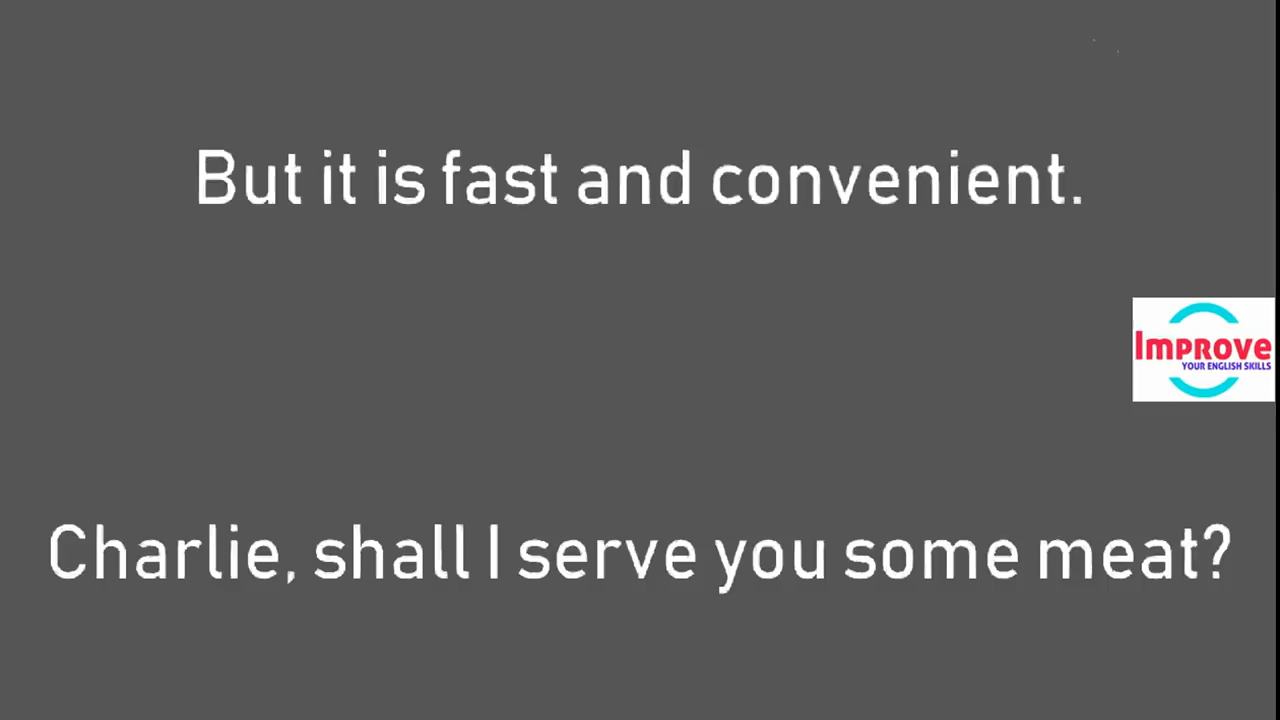 But it is fast and convenient.
Improve
YOUR ENGLISH SKILLS
Charlie, shall I serve you some meat?